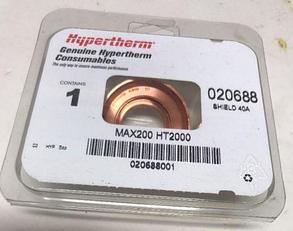 Hypertherm®
Genuine Hypertherm
Consumables
The only way to ensure maximum performance.
CONTAINS
1
020688
SHIELD 40A
MAX200 HT2000
020688001